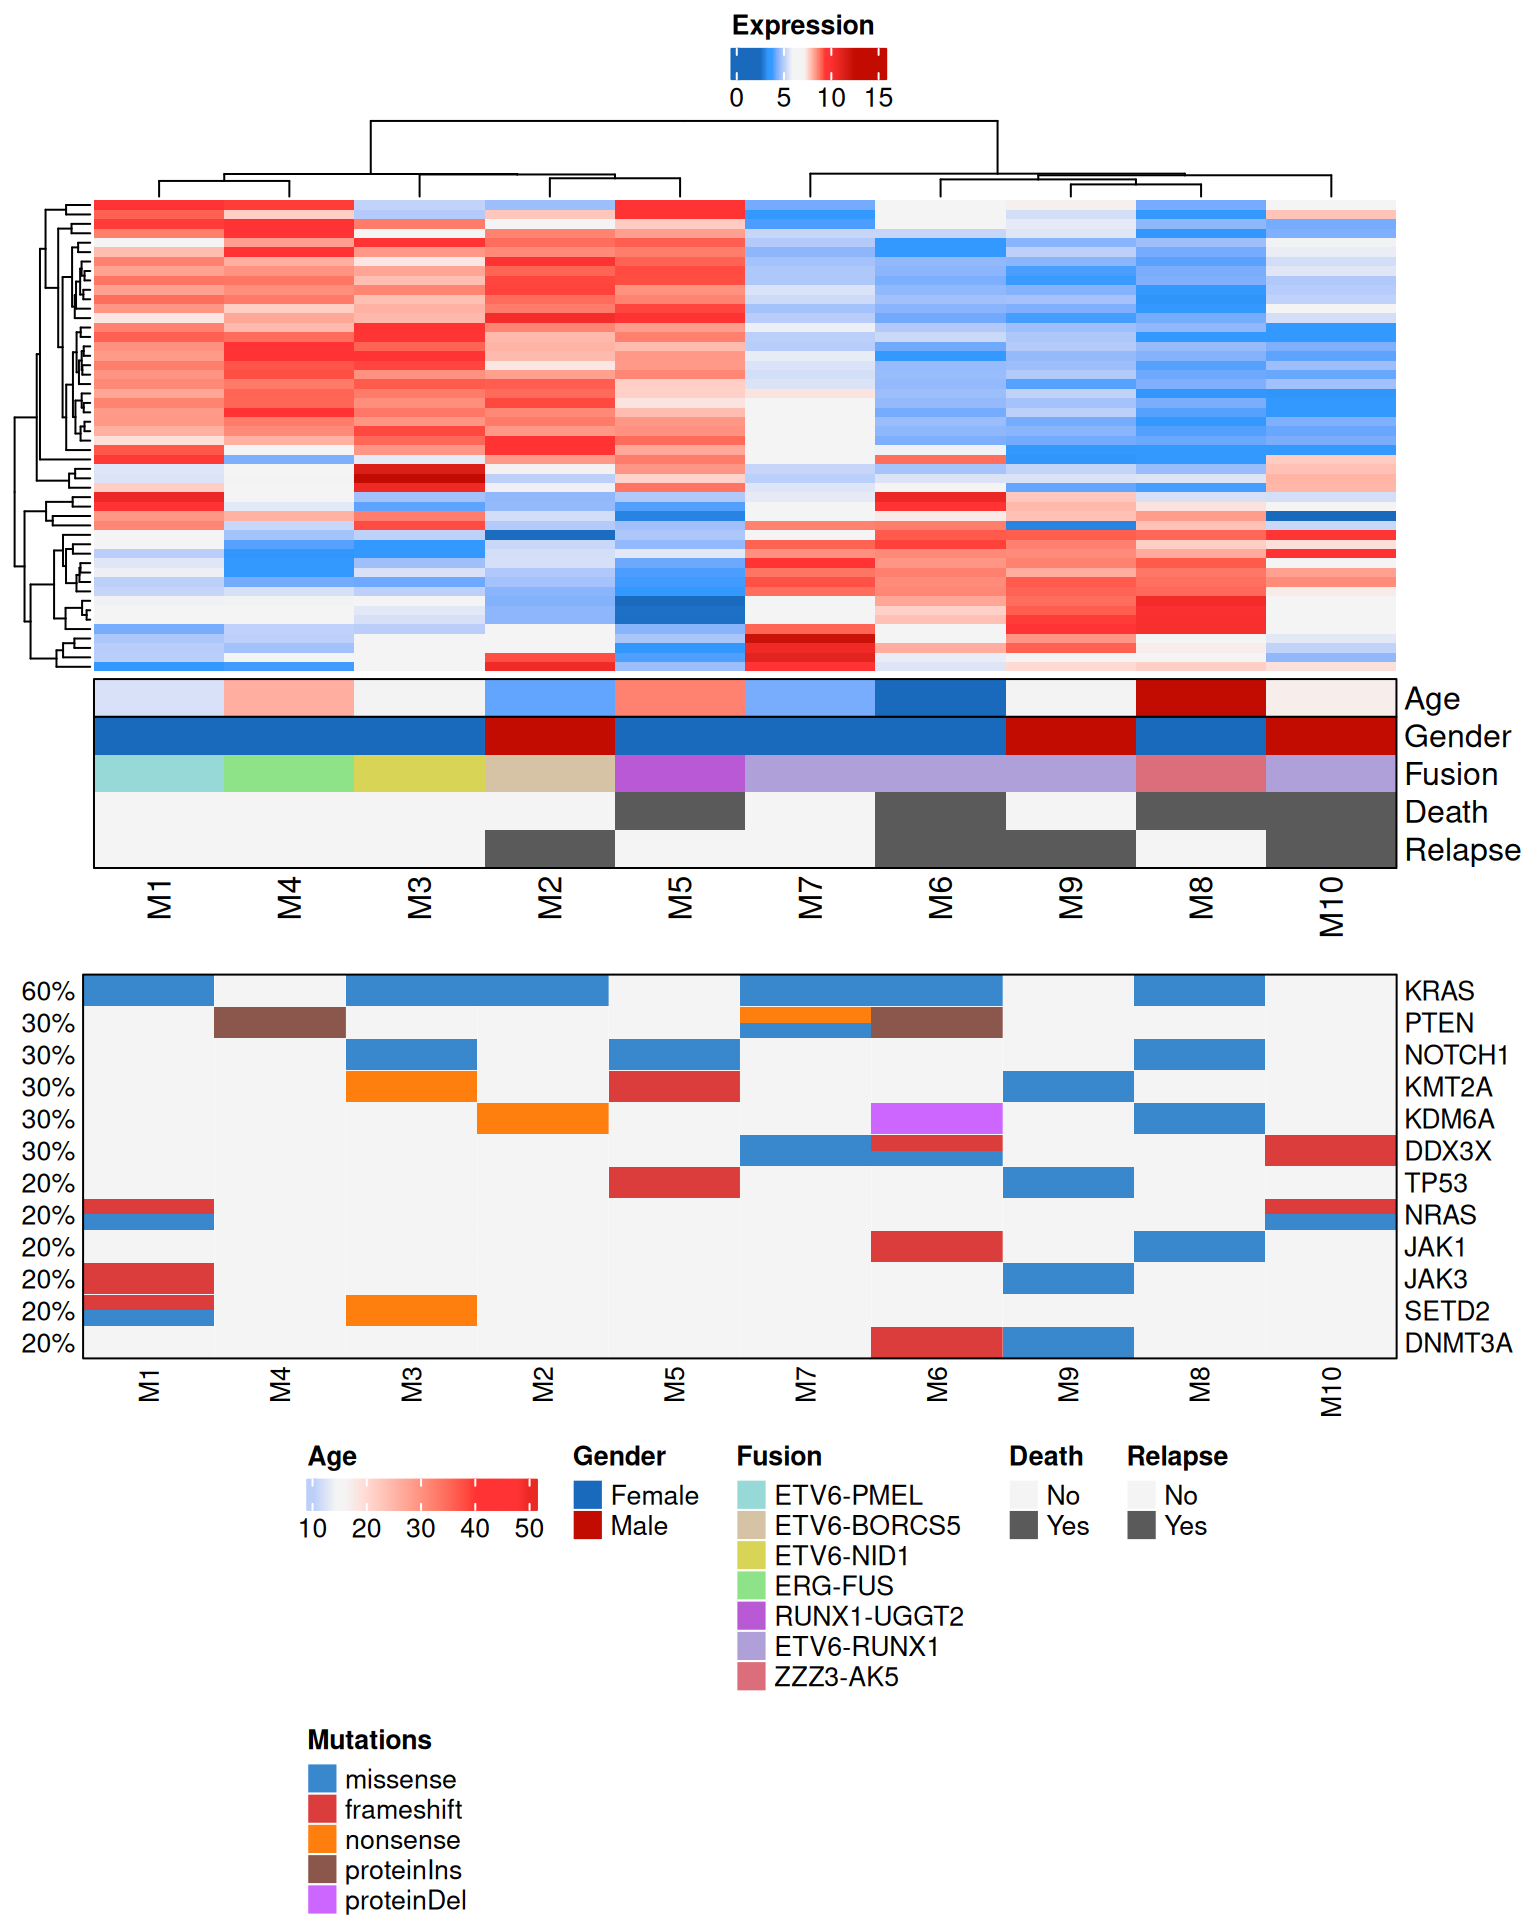 Expression
0 5 10 15
Age
Gender
Fusion
Death
Relapse
M1 M4 M3 M2 M5 M7 M6 M9 M8 M10
60% KRAS
30% PTEN
30% NOTCH1
30% KMT2A
30% KDM6A
30% DDX3X
20% TP53
20% NRAS
20% JAK1
20% JAK3
20% SETD2
20% DNMT3A
M1 M4 M3 M2 M5 M7 M6 M9 M8 M10
Age
10 20 30 40 50
Gender
Female
Male
Fusion
ETV6-PMEL
ETV6-BORCS5
ETV6-NID1
ERG-FUS
RUNX1-UGGT2
ETV6-RUNX1
ZZZ3-AK5
Death
No
Yes
Relapse
No
Yes
Mutations
missense
frameshift
nonsense
proteinIns
proteinDel